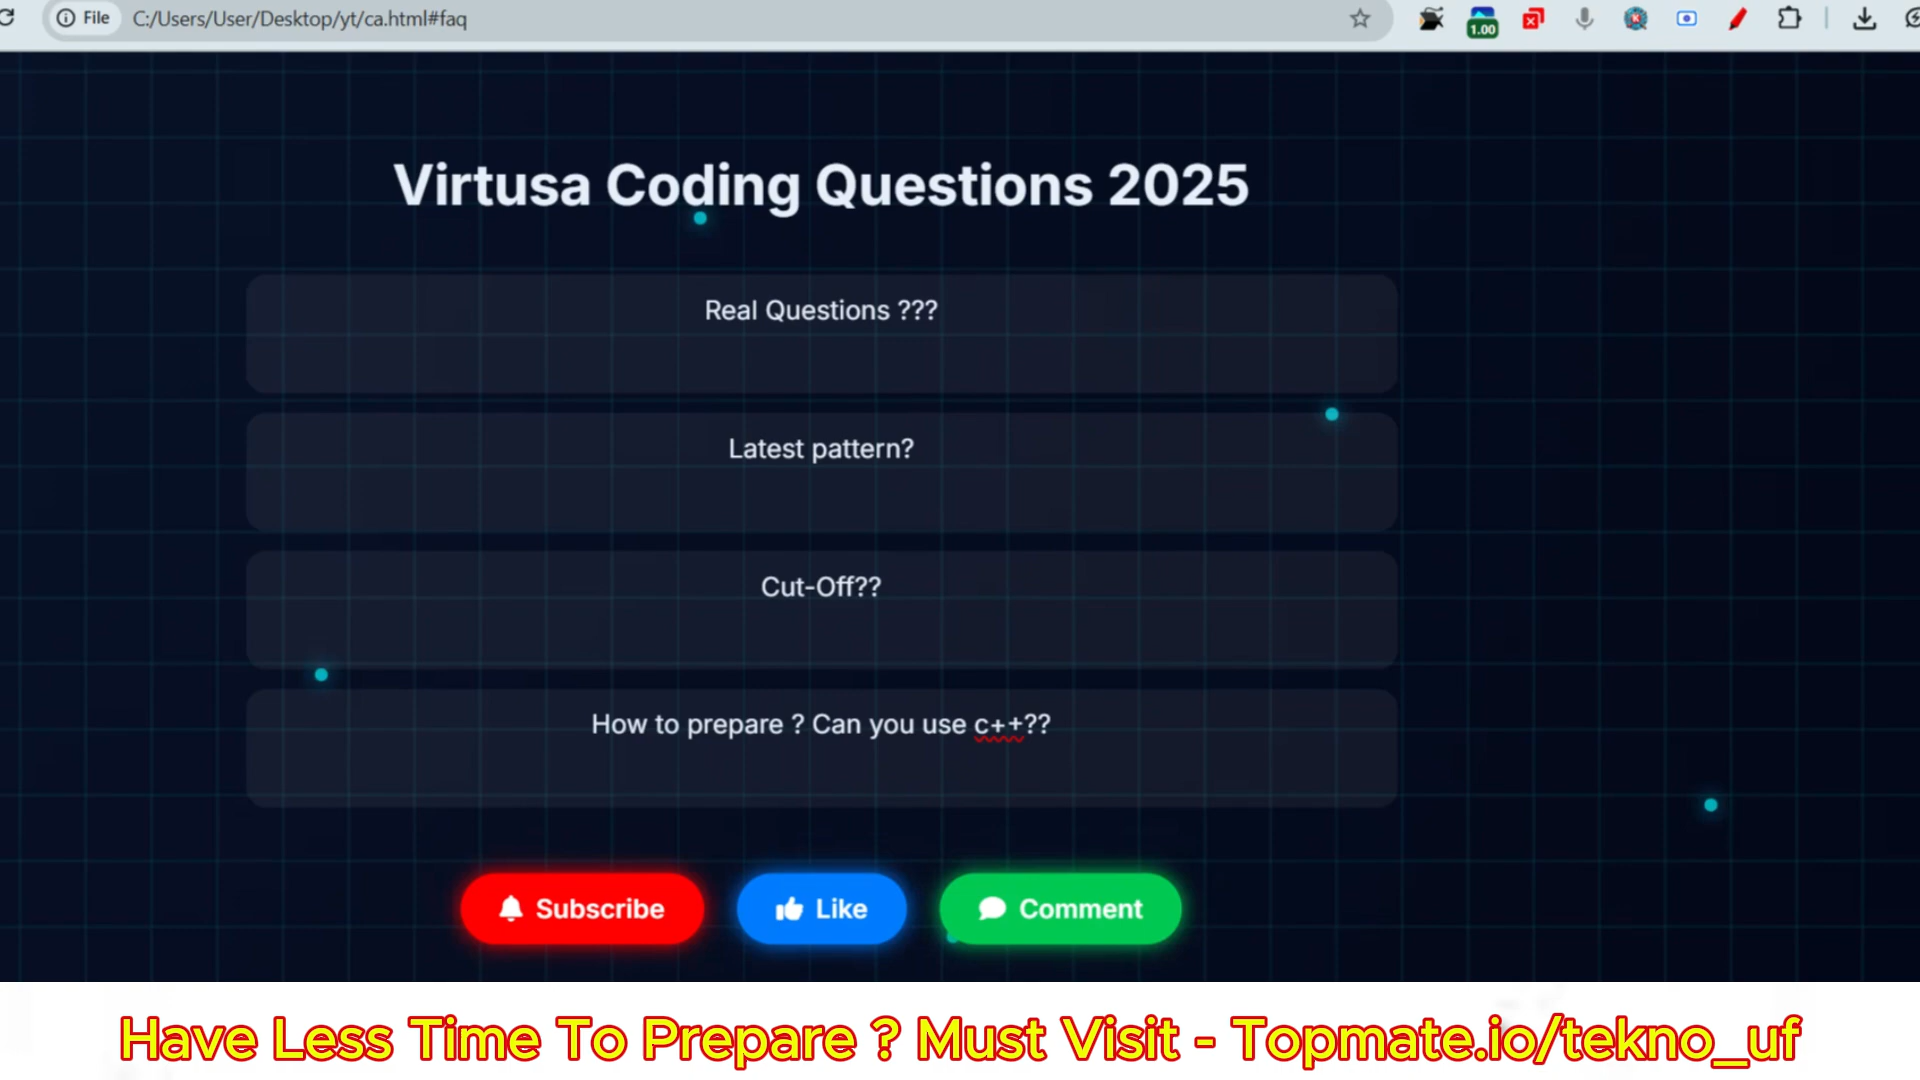 File C:/Users/User/Desktop/yt/ca.html#faq
1.00
Virtusa Coding Questions 2025
Real Questions ???
Latest pattern?
Cut-Off??
How to prepare ? Can you use c++??
Subscribe Like Comment
Have Less Time To Prepare ? Must Visit - Topmate.io/tekno_uf